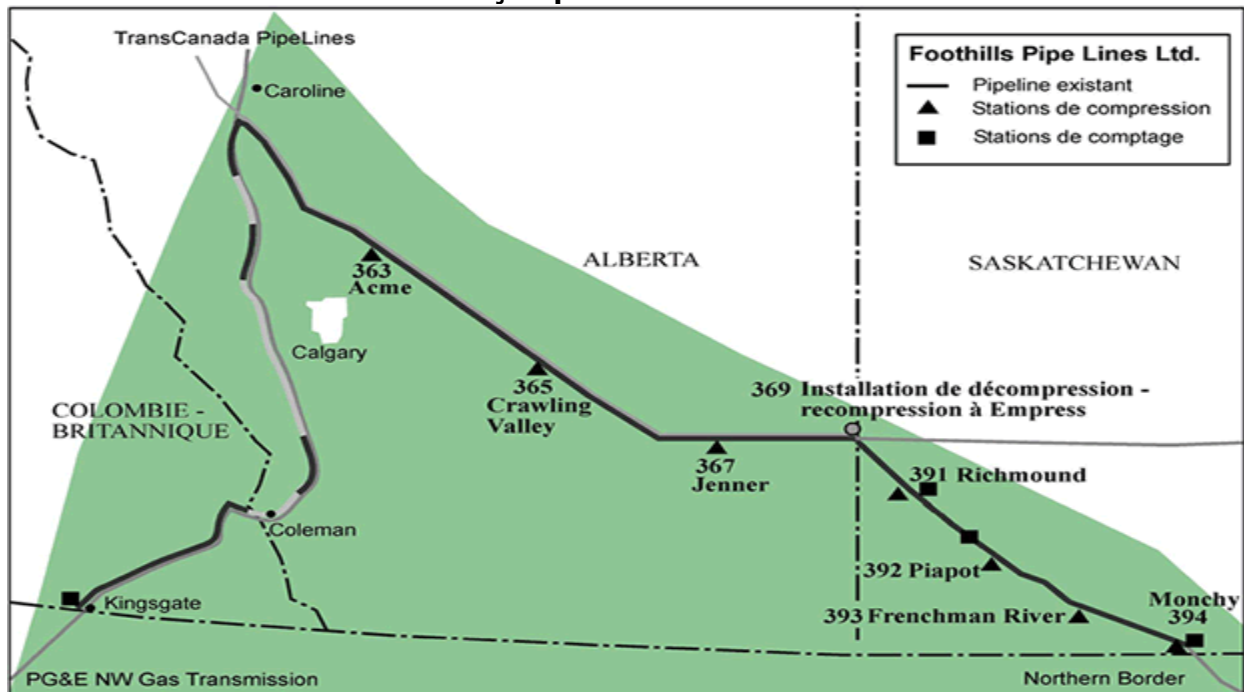 TransCanada PipeLines
Caroline
Foothills Pipe Lines Ltd.
Pipeline existant
Stations de compression
Stations de comptage
ALBERTA
SASKATCHEWAN
363
Acme
Calgary
365
Crawling
Valley
369 Installation de décompression -
recompression à Empress
COLOMBIE -
BRITANNIQUE
367
Jenner
391 Richmound
Coleman
392 Piapot
Kingsgate
393 Frenchman River
Monchy
394
PG&E NW Gas Transmission
Northern Border